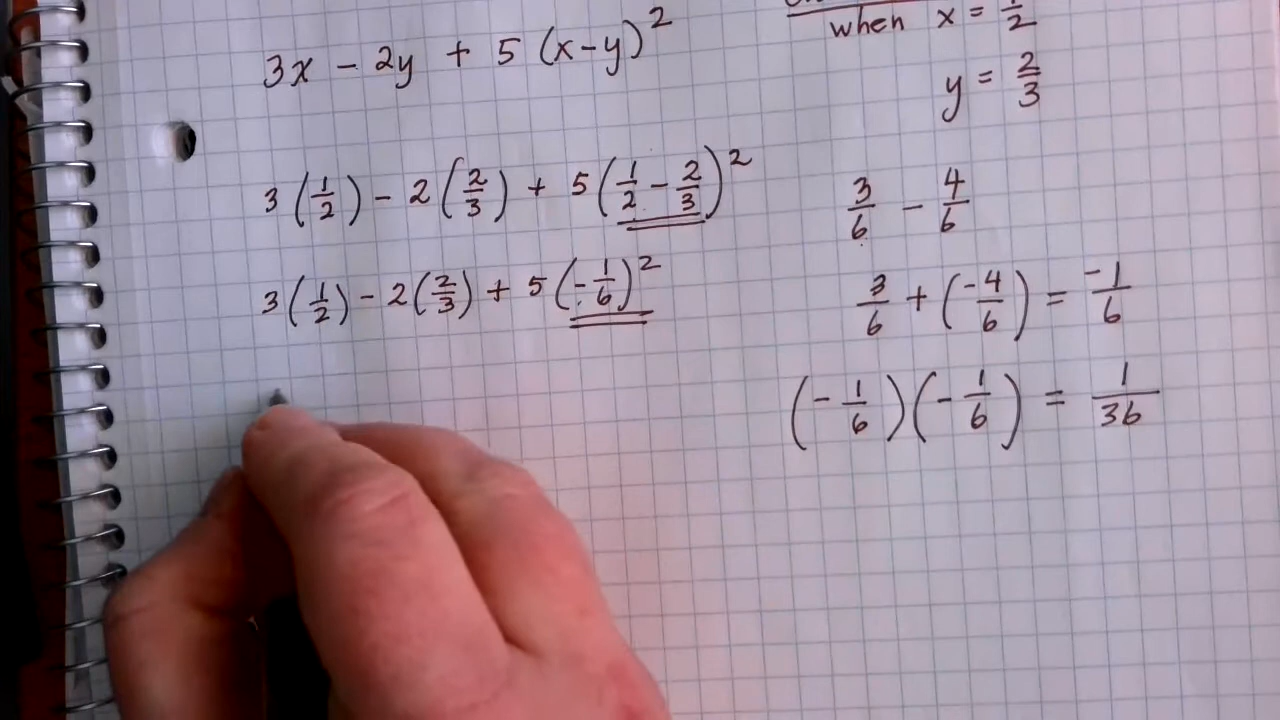 3x - 2y + 5 (x-y)²
when x = 1/2
y = 2/3
3 (1/2) - 2 (2/3) + 5 (1/2 - 2/3)²
3 (1/2) - 2 (2/3) + 5 (-1/6)²
3/6 - 4/6
3/6 + (-4/6) = -1/6
(-1/6)(-1/6) = 1/36